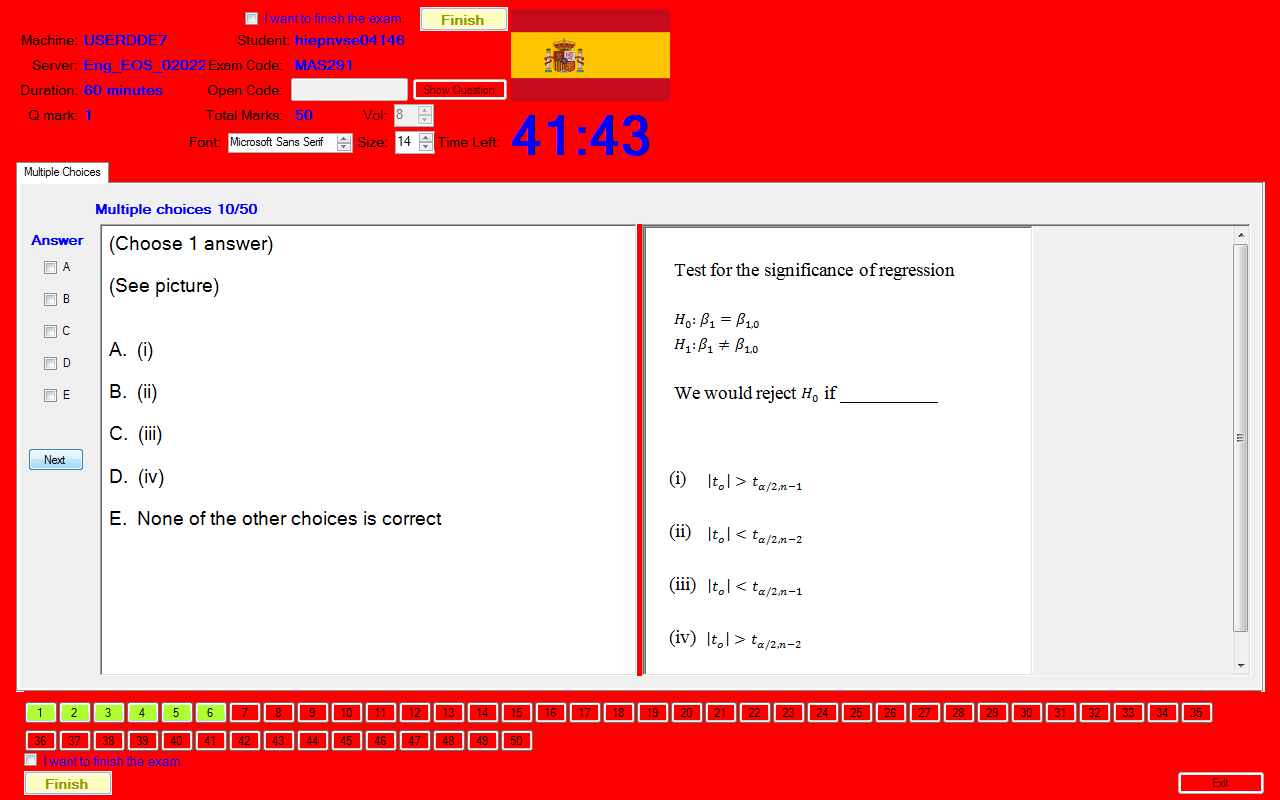 I want to finish the exam.
Finish
Machine: USERDDE7 Student: hiepnvse04146
Server: Eng_EOS_02022 Exam Code: MAS291
Duration: 60 minutes Open Code: Show Question
Q mark: 1 Total Marks: 50 Vol: 8
Font: Microsoft Sans Serif Size: 14 Time Left: 41:43
Multiple Choices
Multiple choices 10/50
Answer
A
B
C
D
E
Next
(Choose 1 answer)
(See picture)
A. (i)
B. (ii)
C. (iii)
D. (iv)
E. None of the other choices is correct
Test for the significance of regression
H₀: β₁ = β₁,₀
H₁: β₁ ≠ β₁,₀
We would reject H₀ if ___________
(i) |tₒ| > t_{α/2,n−1}
(ii) |tₒ| < t_{α/2,n−2}
(iii) |tₒ| < t_{α/2,n−1}
(iv) |tₒ| > t_{α/2,n−2}
1 2 3 4 5 6 7 8 9 10 11 12 13 14 15 16 17 18 19 20 21 22 23 24 25 26 27 28 29 30 31 32 33 34 35
36 37 38 39 40 41 42 43 44 45 46 47 48 49 50
I want to finish the exam.
Finish
Exit